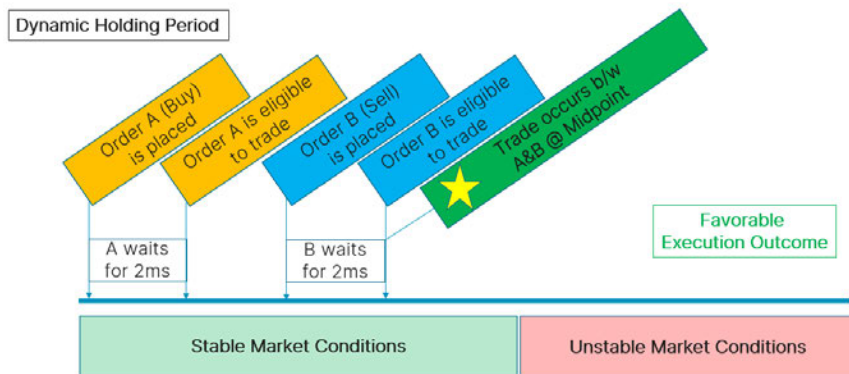 Dynamic Holding Period
Order A (Buy)
is placed
Order A is eligible
to trade
Order B (Sell)
is placed
Order B is eligible
to trade
Trade occurs b/w
A&B @ Midpoint
A waits
for 2ms
B waits
for 2ms
Favorable
Execution Outcome
Stable Market Conditions
Unstable Market Conditions